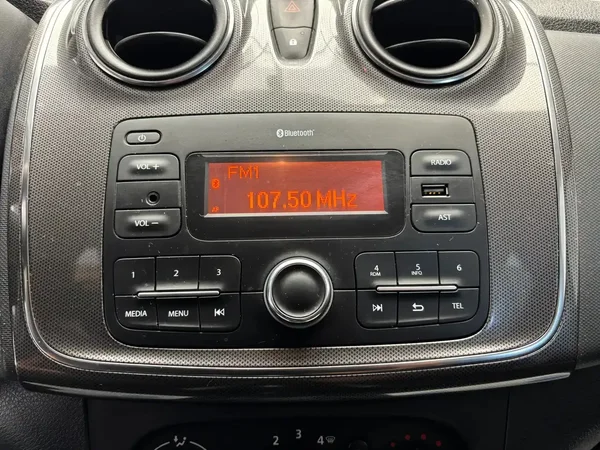 Bluetooth
VOL +
RADIO
FM1
107.50 MHz
VOL −
AST
1 2 3
4 RDM 5 INFO 6
MEDIA MENU
TEL
2 3 4